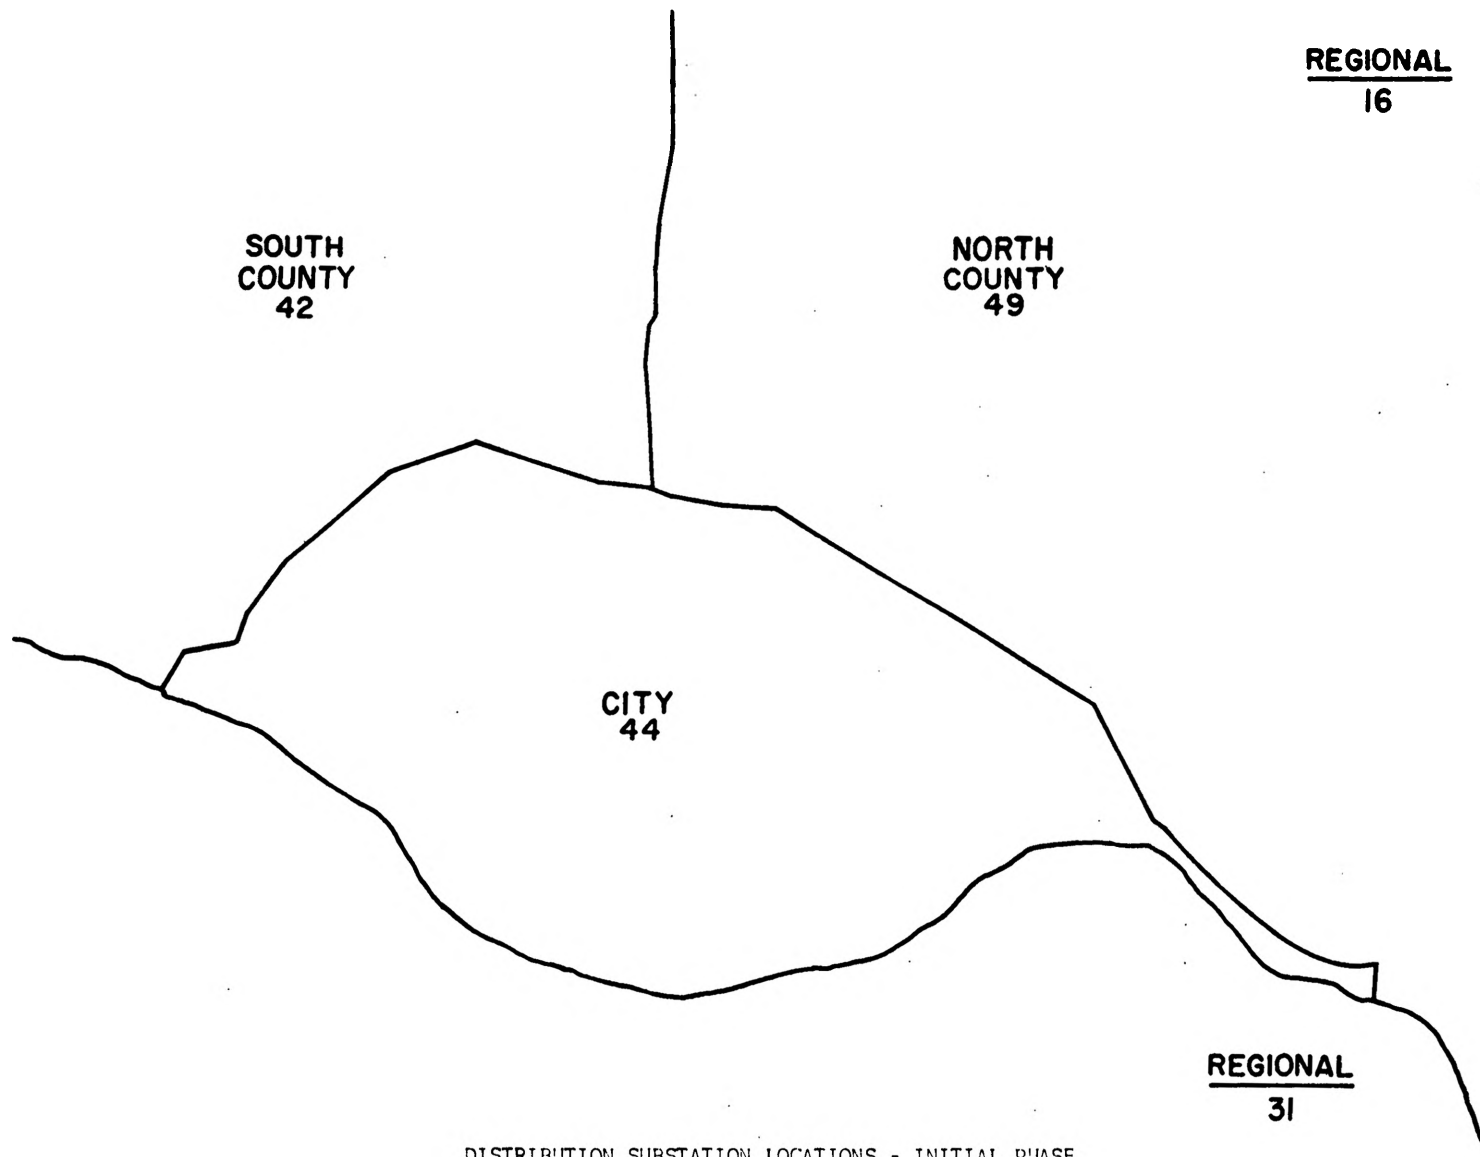 REGIONAL
16
SOUTH
COUNTY
42
NORTH
COUNTY
49
CITY
44
REGIONAL
31
DISTRIBUTION SUBSTATION LOCATIONS - INITIAL PHASE